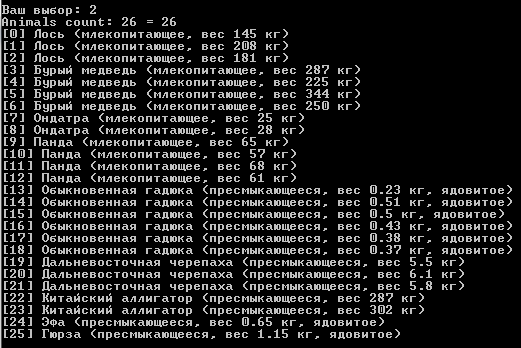 Ваш выбор: 2
Animals count: 26 = 26
[0] Лось (млекопитающее, вес 145 кг)
[1] Лось (млекопитающее, вес 208 кг)
[2] Лось (млекопитающее, вес 181 кг)
[3] Бурый медведь (млекопитающее, вес 287 кг)
[4] Бурый медведь (млекопитающее, вес 225 кг)
[5] Бурый медведь (млекопитающее, вес 344 кг)
[6] Бурый медведь (млекопитающее, вес 250 кг)
[7] Ондатра (млекопитающее, вес 25 кг)
[8] Ондатра (млекопитающее, вес 28 кг)
[9] Панда (млекопитающее, вес 65 кг)
[10] Панда (млекопитающее, вес 57 кг)
[11] Панда (млекопитающее, вес 68 кг)
[12] Панда (млекопитающее, вес 61 кг)
[13] Обыкновенная гадюка (пресмыкающееся, вес 0.23 кг, ядовитое)
[14] Обыкновенная гадюка (пресмыкающееся, вес 0.51 кг, ядовитое)
[15] Обыкновенная гадюка (пресмыкающееся, вес 0.5 кг, ядовитое)
[16] Обыкновенная гадюка (пресмыкающееся, вес 0.43 кг, ядовитое)
[17] Обыкновенная гадюка (пресмыкающееся, вес 0.38 кг, ядовитое)
[18] Обыкновенная гадюка (пресмыкающееся, вес 0.37 кг, ядовитое)
[19] Дальневосточная черепаха (пресмыкающееся, вес 5.5 кг)
[20] Дальневосточная черепаха (пресмыкающееся, вес 6.1 кг)
[21] Дальневосточная черепаха (пресмыкающееся, вес 5.8 кг)
[22] Китайский аллигатор (пресмыкающееся, вес 287 кг)
[23] Китайский аллигатор (пресмыкающееся, вес 302 кг)
[24] Эфа (пресмыкающееся, вес 0.65 кг, ядовитое)
[25] Гюрза (пресмыкающееся, вес 1.15 кг, ядовитое)